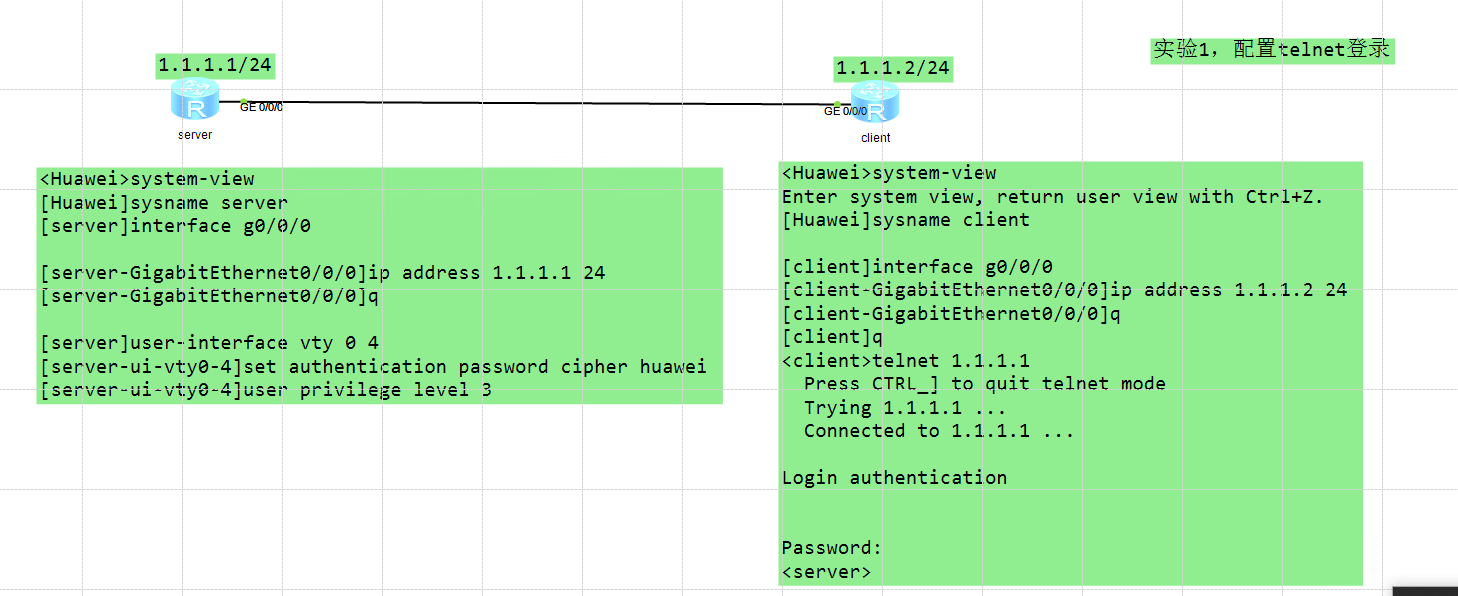 实验1，配置telnet登录
1.1.1.1/24
1.1.1.2/24
GE 0/0/0
GE 0/0/0
R
R
server
client
<Huawei>system-view
[Huawei]sysname server
[server]interface g0/0/0
[server-GigabitEthernet0/0/0]ip address 1.1.1.1 24
[server-GigabitEthernet0/0/0]q
[server]user-interface vty 0 4
[server-ui-vty0-4]set authentication password cipher huawei
[server-ui-vty0-4]user privilege level 3
<Huawei>system-view
Enter system view, return user view with Ctrl+Z.
[Huawei]sysname client
[client]interface g0/0/0
[client-GigabitEthernet0/0/0]ip address 1.1.1.2 24
[client-GigabitEthernet0/0/0]q
[client]q
<client>telnet 1.1.1.1
Press CTRL_] to quit telnet mode
Trying 1.1.1.1 ...
Connected to 1.1.1.1 ...
Login authentication
Password:
<server>